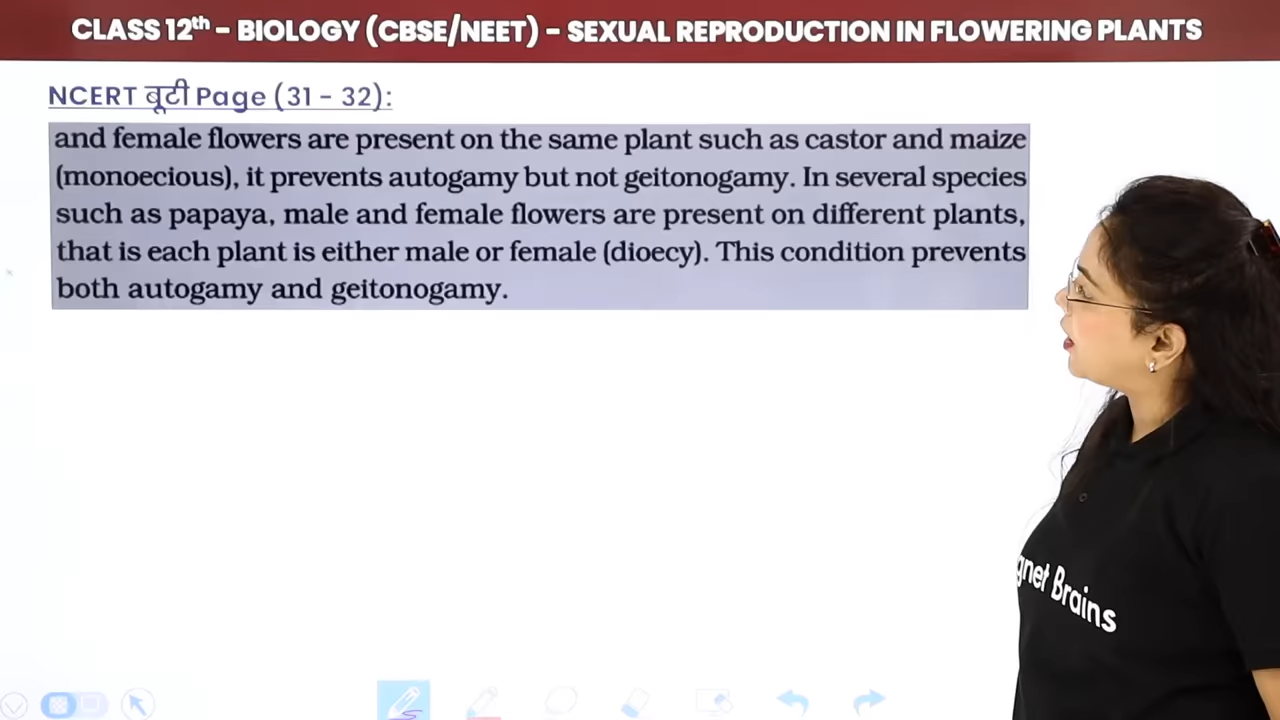 CLASS 12th – BIOLOGY (CBSE/NEET) – SEXUAL REPRODUCTION IN FLOWERING PLANTS
NCERT बूटी Page (31 – 32):
and female flowers are present on the same plant such as castor and maize
(monoecious), it prevents autogamy but not geitonogamy. In several species
such as papaya, male and female flowers are present on different plants,
that is each plant is either male or female (dioecy). This condition prevents
both autogamy and geitonogamy.
gnet Brains